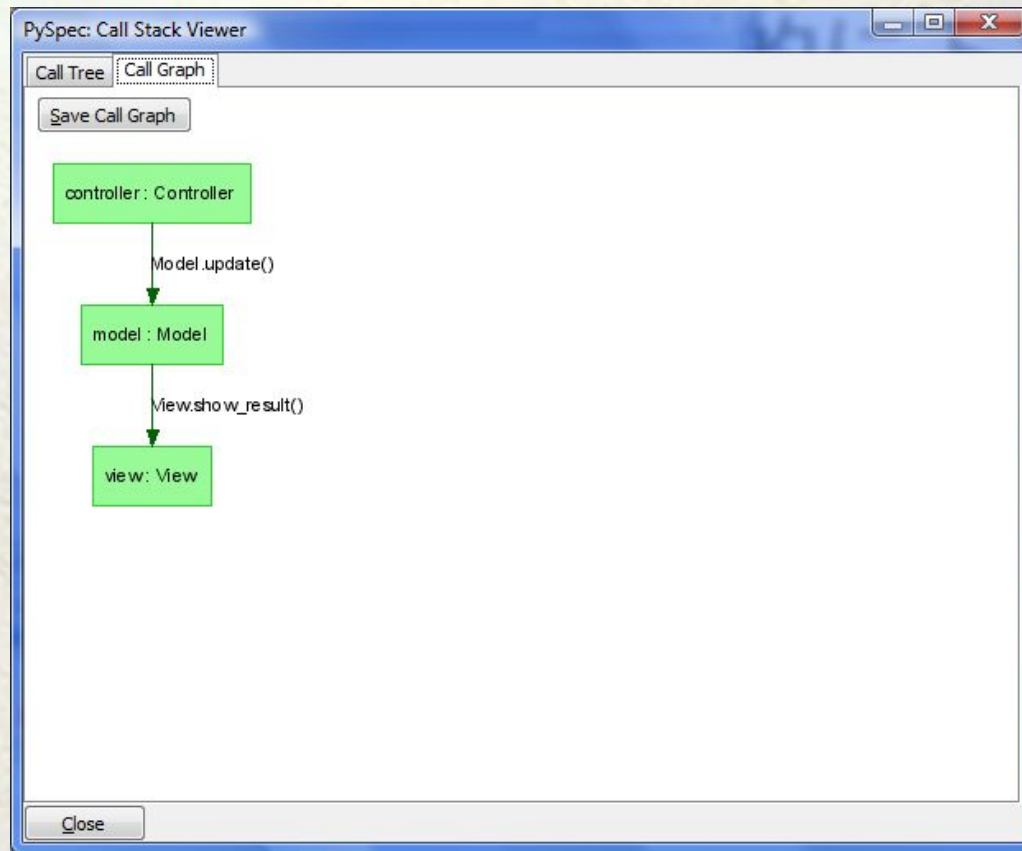 PySpec: Call Stack Viewer
Call Tree
Call Graph
Save Call Graph
controller : Controller
Model.update()
model : Model
View.show_result()
view : View
Close